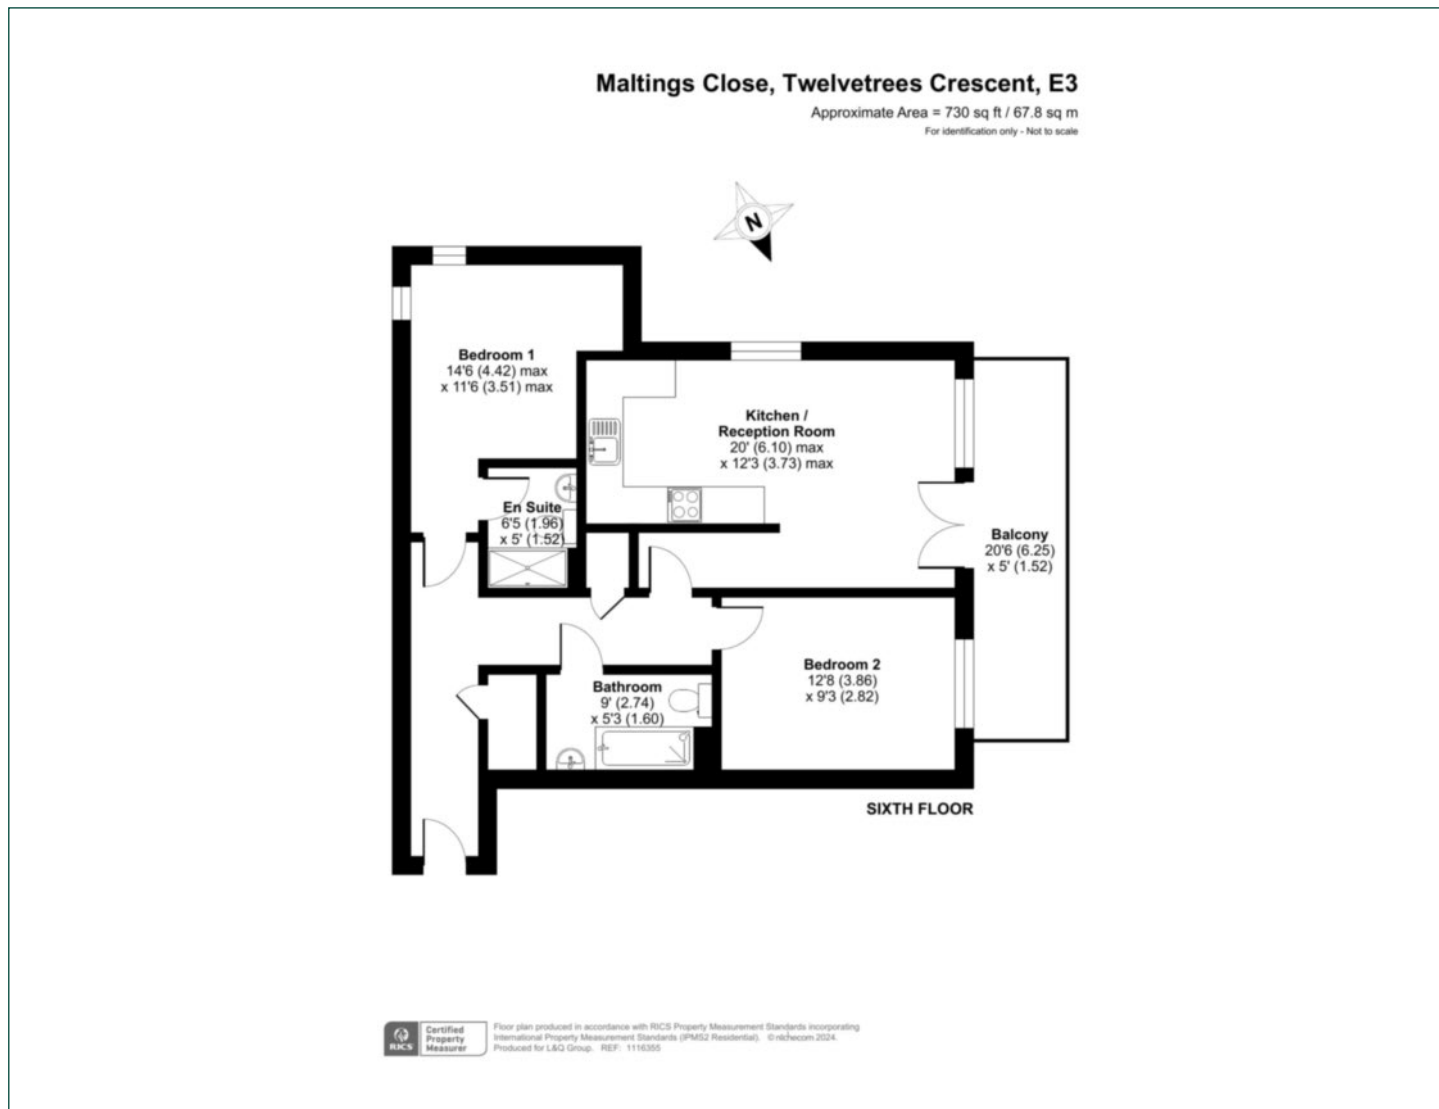 Maltings Close, Twelvetrees Crescent, E3
Approximate Area = 730 sq ft / 67.8 sq m
For identification only - Not to scale
N
Bedroom 1
14'6 (4.42) max
x 11'6 (3.51) max
Kitchen /
Reception Room
20' (6.10) max
x 12'3 (3.73) max
En Suite
6'5 (1.96)
x 5' (1.52)
Balcony
20'6 (6.25)
x 5' (1.52)
Bedroom 2
12'8 (3.86)
x 9'3 (2.82)
Bathroom
9' (2.74)
x 5'3 (1.60)
SIXTH FLOOR
RICS
Certified
Property
Measurer
Floor plan produced in accordance with RICS Property Measurement Standards incorporating
International Property Measurement Standards (IPMS2 Residential). © nichecom 2024.
Produced for L&Q Group. REF: 1116355